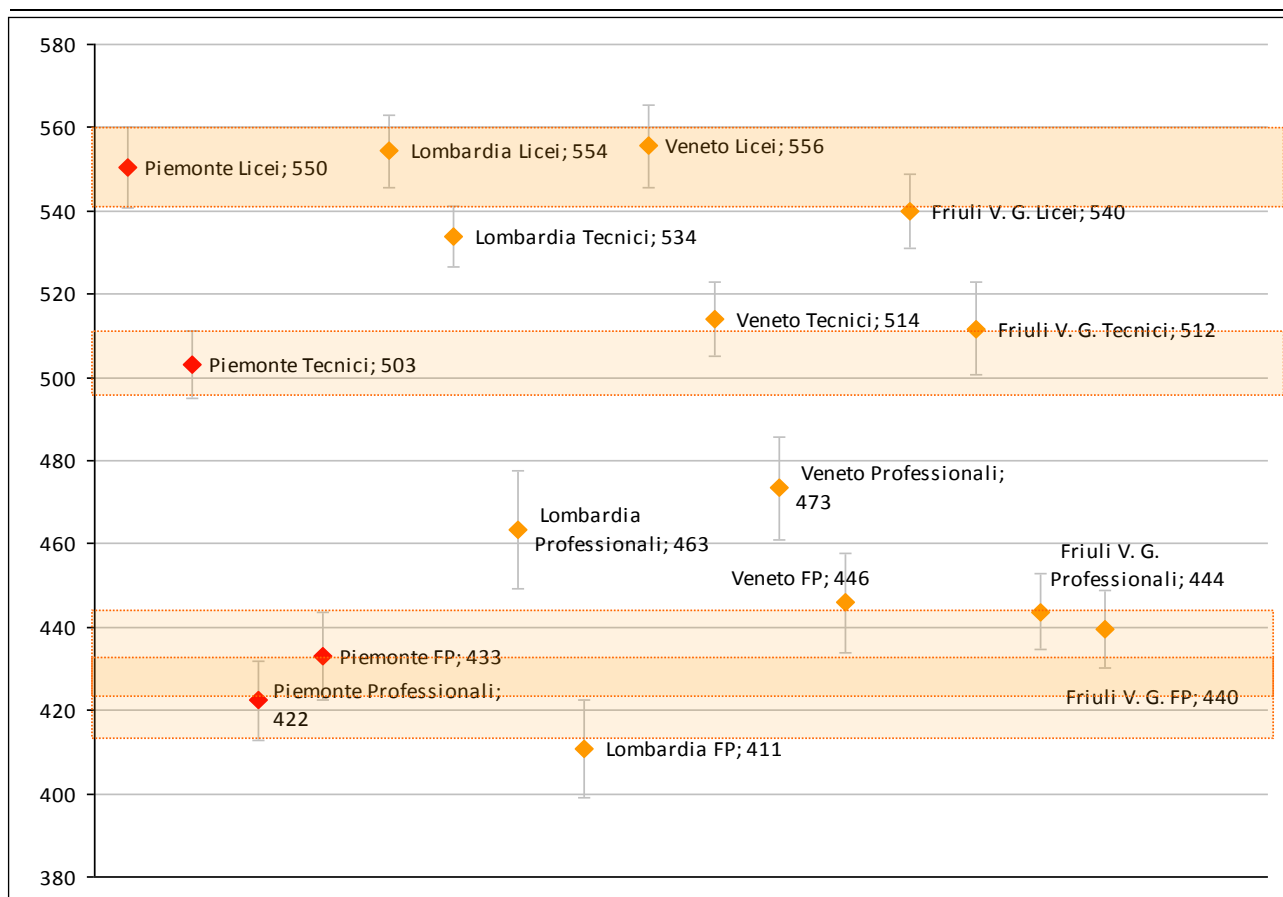 580
560
540
520
500
480
460
440
420
400
380
Piemonte Licei; 550
Lombardia Licei; 554
Veneto Licei; 556
Friuli V. G. Licei; 540
Lombardia Tecnici; 534
Veneto Tecnici; 514
Friuli V. G. Tecnici; 512
Piemonte Tecnici; 503
Veneto Professionali;
473
Lombardia
Professionali; 463
Friuli V. G.
Professionali; 444
Veneto FP; 446
Piemonte FP; 433
Piemonte Professionali;
422
Friuli V. G. FP; 440
Lombardia FP; 411